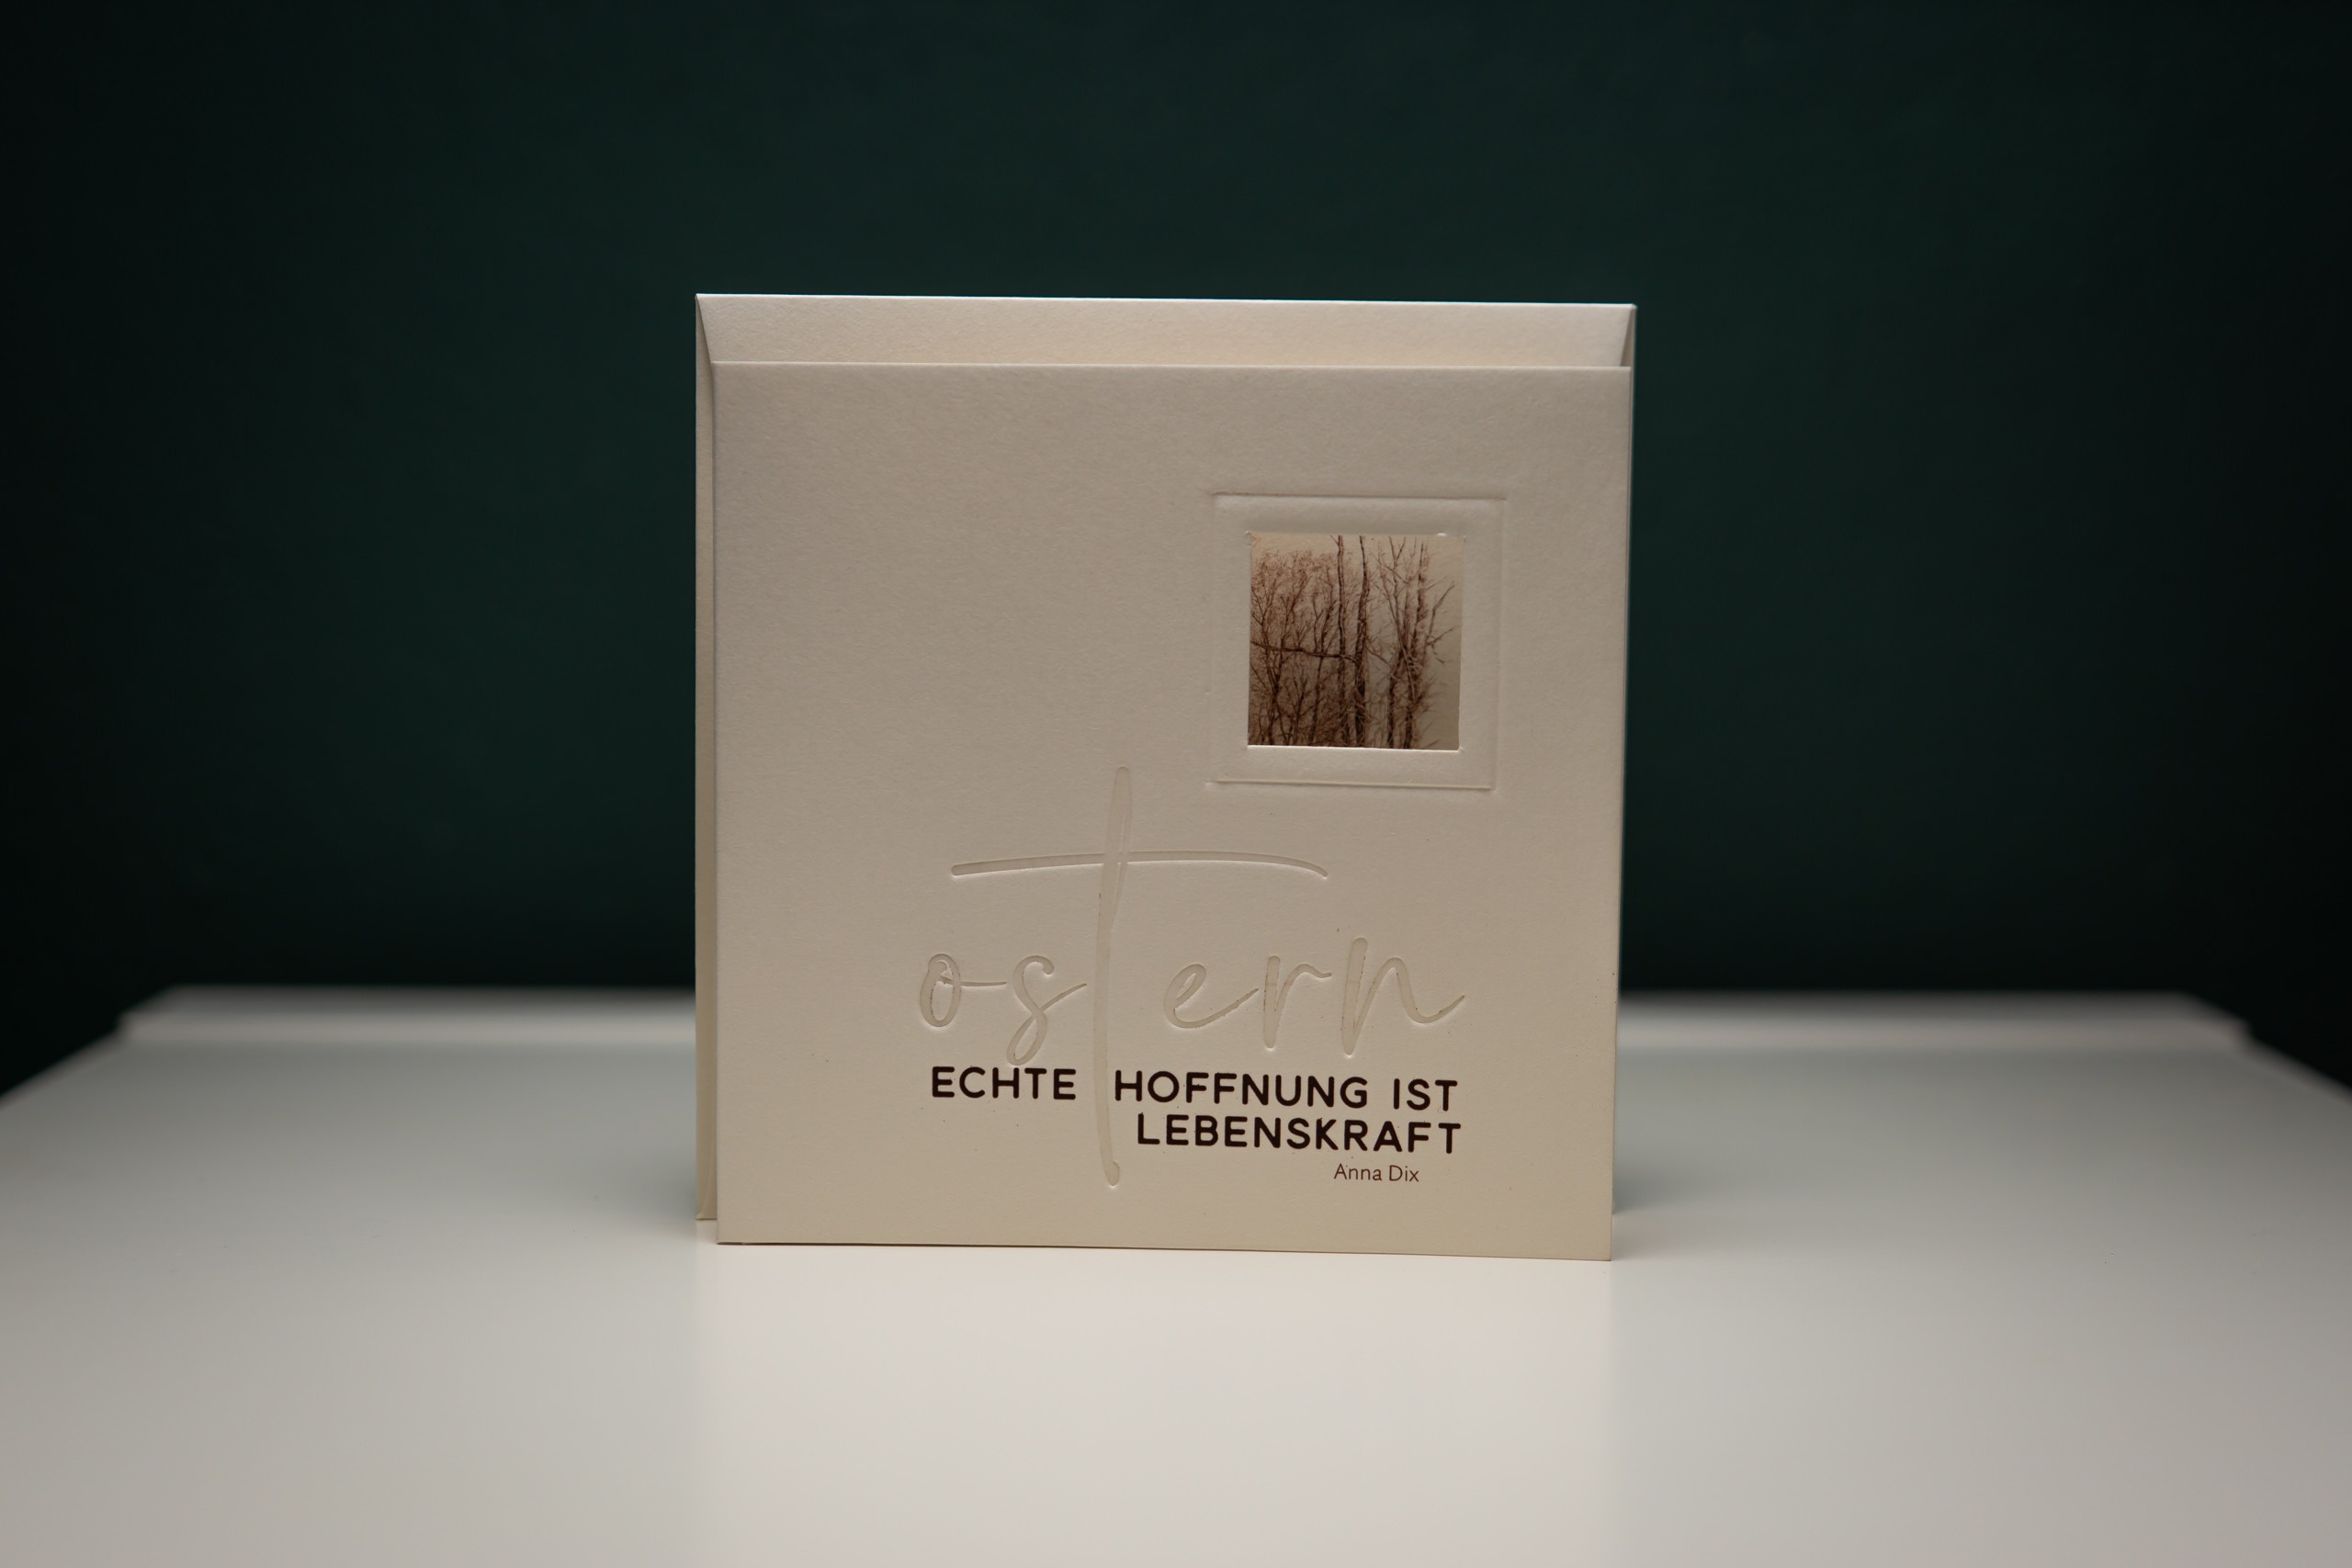 ostern
ECHTE HOFFNUNG IST
LEBENSKRAFT
Anna Dix